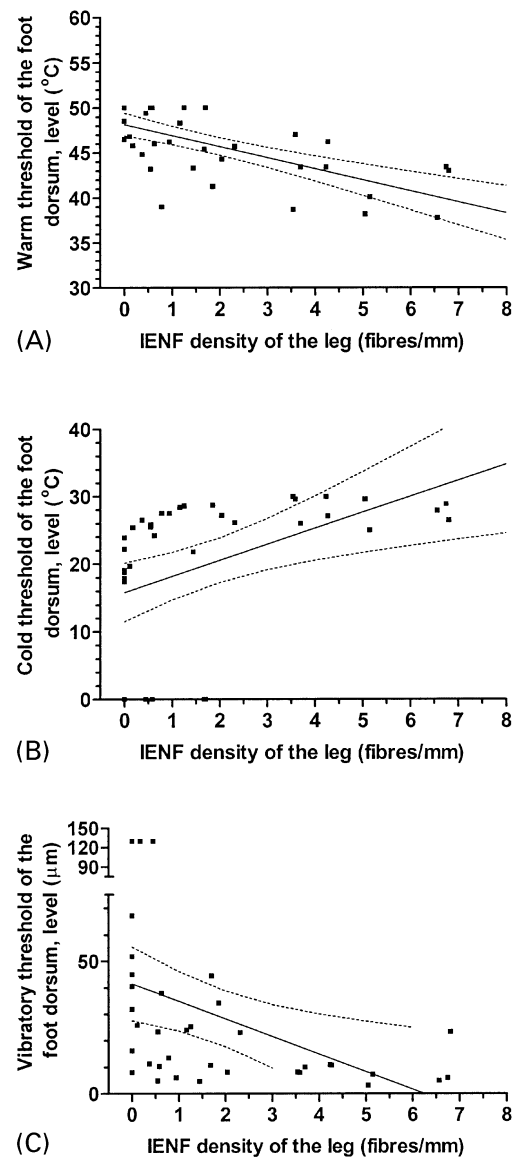 Warm threshold of the foot
dorsum, level (°C)
60
55
50
45
40
35
30
0 1 2 3 4 5 6 7 8
(A) IENF density of the leg (fibres/mm)
Cold threshold of the foot
dorsum, level (°C)
40
30
20
10
0
0 1 2 3 4 5 6 7 8
(B) IENF density of the leg (fibres/mm)
Vibratory threshold of the
foot dorsum, level (μm)
150
120
90
50
0
0 1 2 3 4 5 6 7 8
(C) IENF density of the leg (fibres/mm)